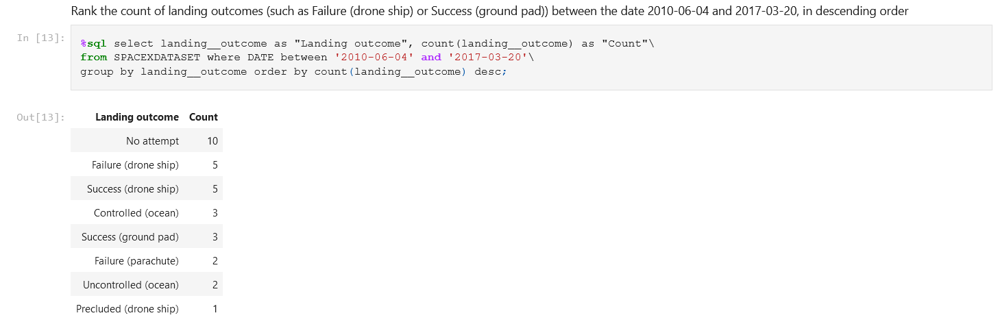 Rank the count of landing outcomes (such as Failure (drone ship) or Success (ground pad)) between the date 2010-06-04 and 2017-03-20, in descending order
In [13]: %sql select landing__outcome as "Landing outcome", count(landing__outcome) as "Count"\
from SPACEXDATASET where DATE between '2010-06-04' and '2017-03-20'\
group by landing__outcome order by count(landing__outcome) desc;
Out[13]: Landing outcome Count
No attempt 10
Failure (drone ship) 5
Success (drone ship) 5
Controlled (ocean) 3
Success (ground pad) 3
Failure (parachute) 2
Uncontrolled (ocean) 2
Precluded (drone ship) 1